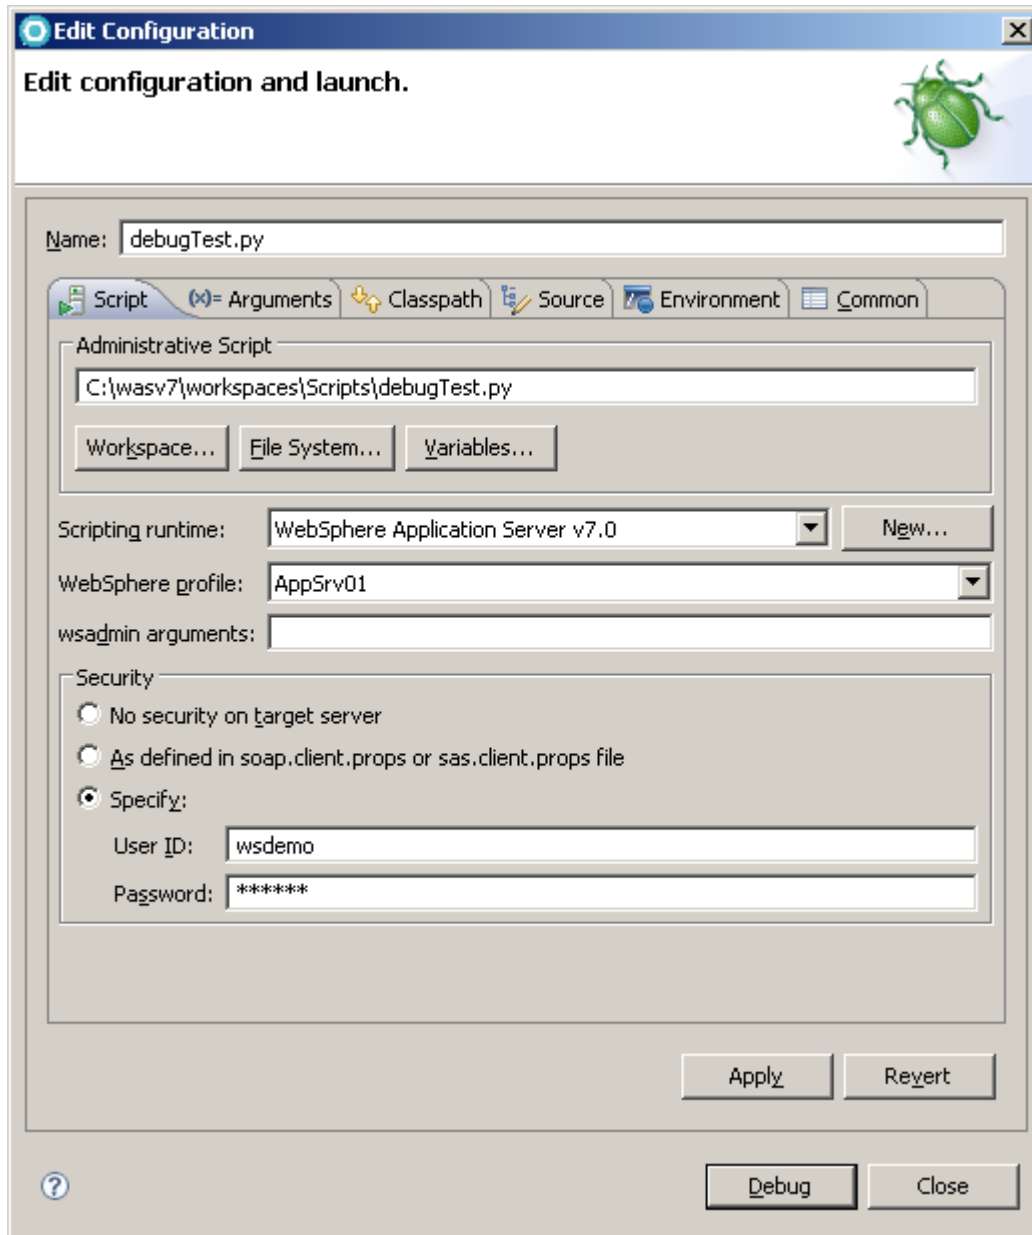 Edit Configuration
Edit configuration and launch.
Name: debugTest.py
Script (x)= Arguments Classpath Source Environment Common
Administrative Script
C:\wasv7\workspaces\Scripts\debugTest.py
Workspace... File System... Variables...
Scripting runtime: WebSphere Application Server v7.0 New...
WebSphere profile: AppSrv01
wsadmin arguments:
Security
No security on target server
As defined in soap.client.props or sas.client.props file
Specify:
User ID: wsdemo
Password: ******
Apply Revert
? Debug Close